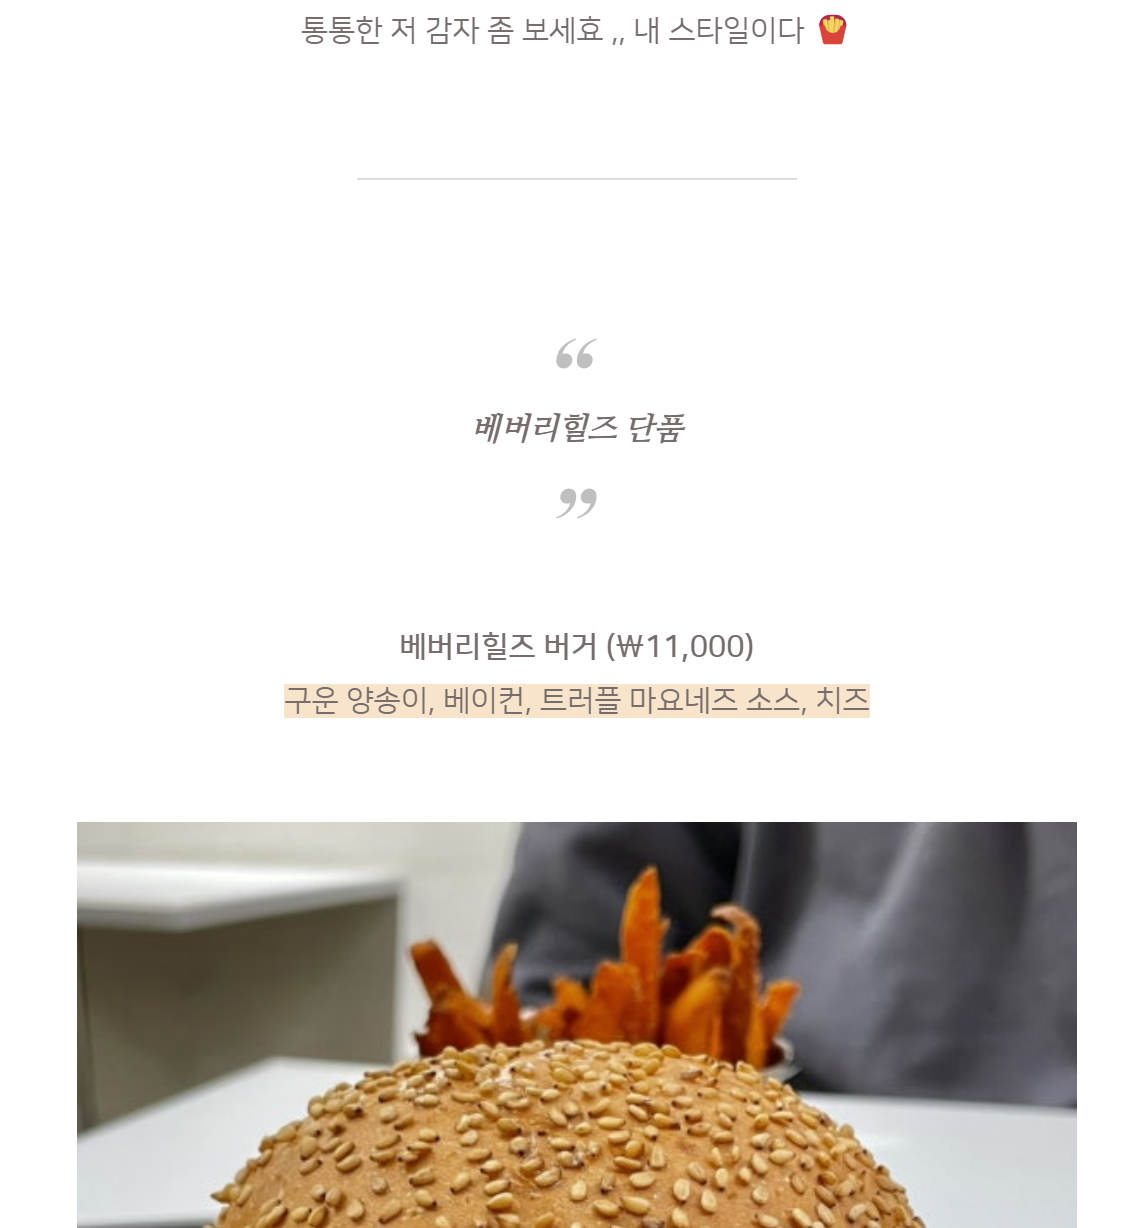 통통한 저 감자 좀 보세효 ,, 내 스타일이다 🍟
“
베버리힐즈 단품
”
베버리힐즈 버거 (₩11,000)
구운 양송이, 베이컨, 트러플 마요네즈 소스, 치즈